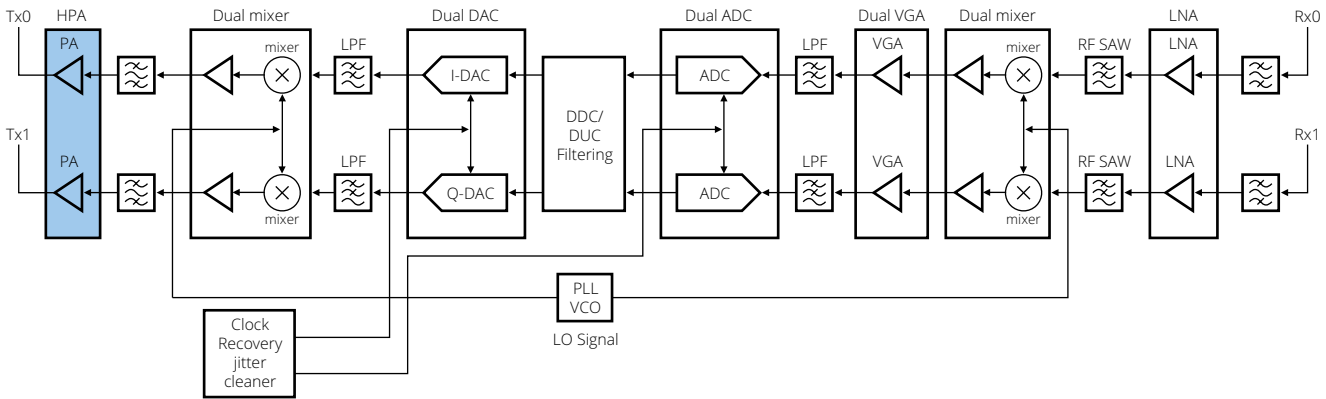 Tx0
HPA
Dual mixer
Dual DAC
Dual ADC
Dual VGA
Dual mixer
LNA
Rx0
PA
mixer
LPF
I-DAC
ADC
LPF
VGA
mixer
RF SAW
LNA
DDC/
DUC
Filtering
Tx1
Rx1
PA
LPF
Q-DAC
ADC
LPF
VGA
RF SAW
LNA
mixer
mixer
PLL
VCO
LO Signal
Clock
Recovery
jitter
cleaner